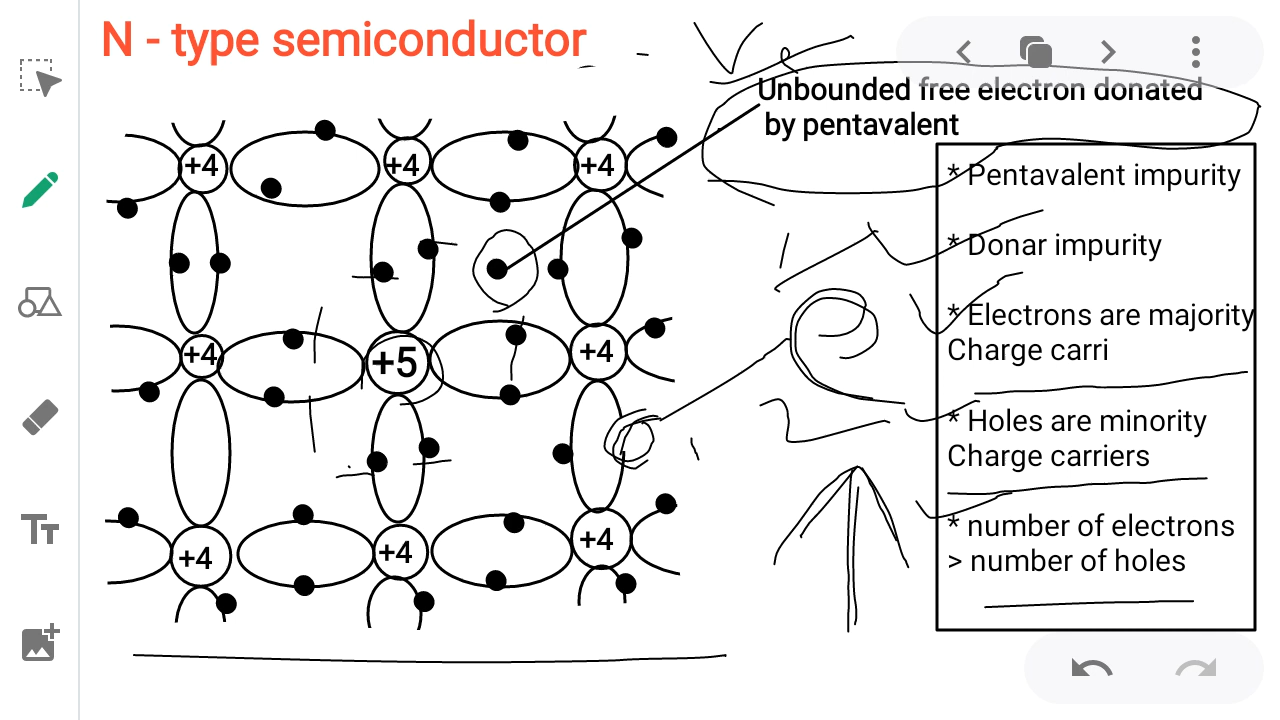 N - type semiconductor
Unbounded free electron donated
by pentavalent
* Pentavalent impurity
* Donar impurity
* Electrons are majority
Charge carri
* Holes are minority
Charge carriers
* number of electrons
> number of holes
+4 +4 +4
+4 +5 +4
+4 +4 +4
TT